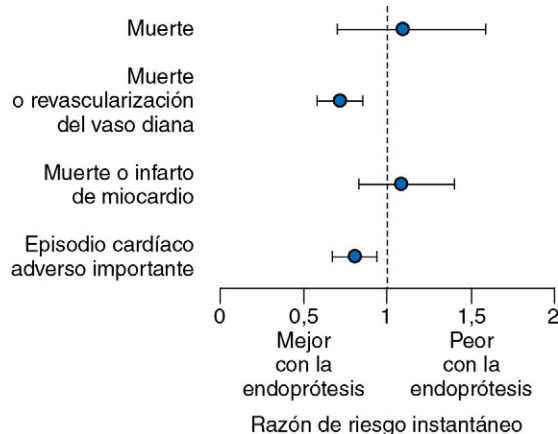 Muerte
Muerte
o revascularización
del vaso diana
Muerte o infarto
de miocardio
Episodio cardíaco
adverso importante
0 0,5 1 1,5 2
Mejor
con la
endoprótesis
Peor
con la
endoprótesis
Razón de riesgo instantáneo